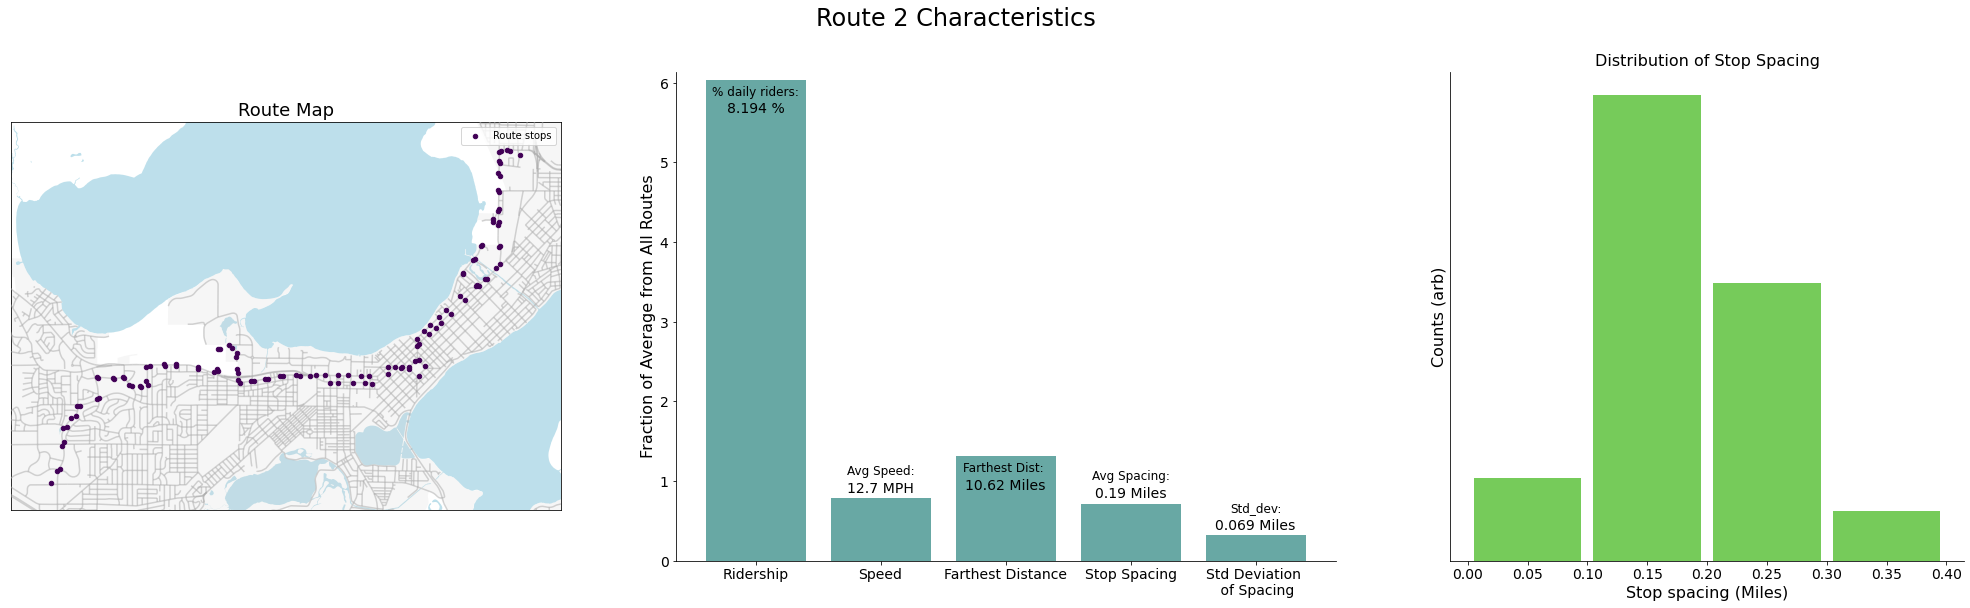 Route 2 Characteristics
Route Map
Route stops
Fraction of Average from All Routes
6
5
4
3
2
1
0
% daily riders:
8.194 %
Avg Speed:
12.7 MPH
Farthest Dist:
10.62 Miles
Avg Spacing:
0.19 Miles
Std_dev:
0.069 Miles
Ridership
Speed
Farthest Distance
Stop Spacing
Std Deviation
of Spacing
Distribution of Stop Spacing
Counts (arb)
0.00 0.05 0.10 0.15 0.20 0.25 0.30 0.35 0.40
Stop spacing (Miles)